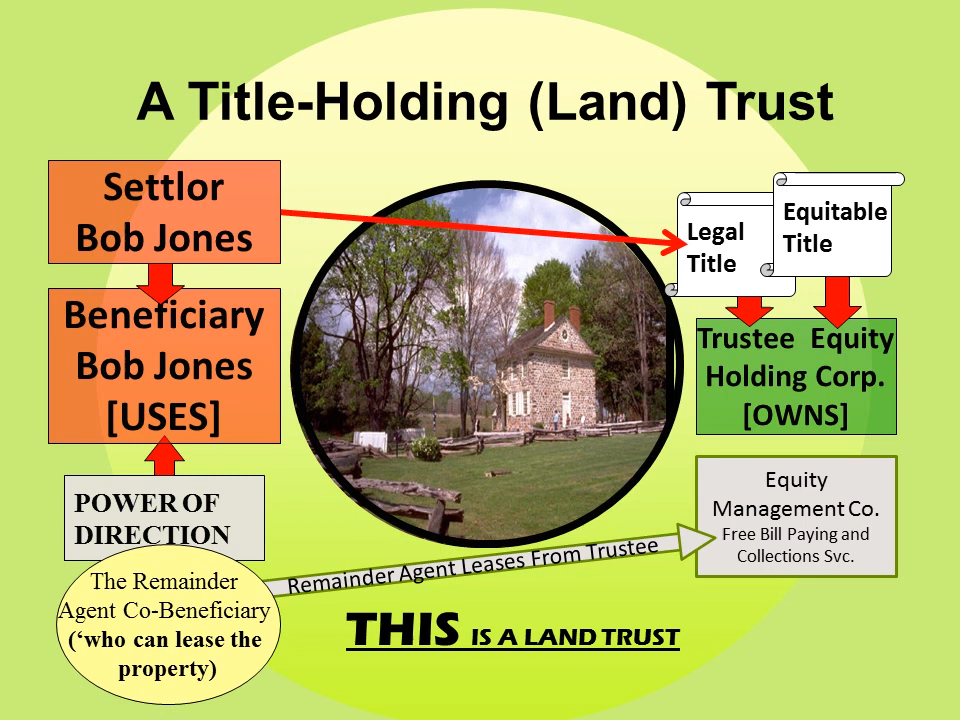 A Title-Holding (Land) Trust
Settlor
Bob Jones
Beneficiary
Bob Jones
[USES]
POWER OF
DIRECTION
The Remainder
Agent Co-Beneficiary
(‘who can lease the
property)
Legal
Title
Equitable
Title
Trustee Equity
Holding Corp.
[OWNS]
Equity
Management Co.
Free Bill Paying and
Collections Svc.
Remainder Agent Leases From Trustee
THIS IS A LAND TRUST